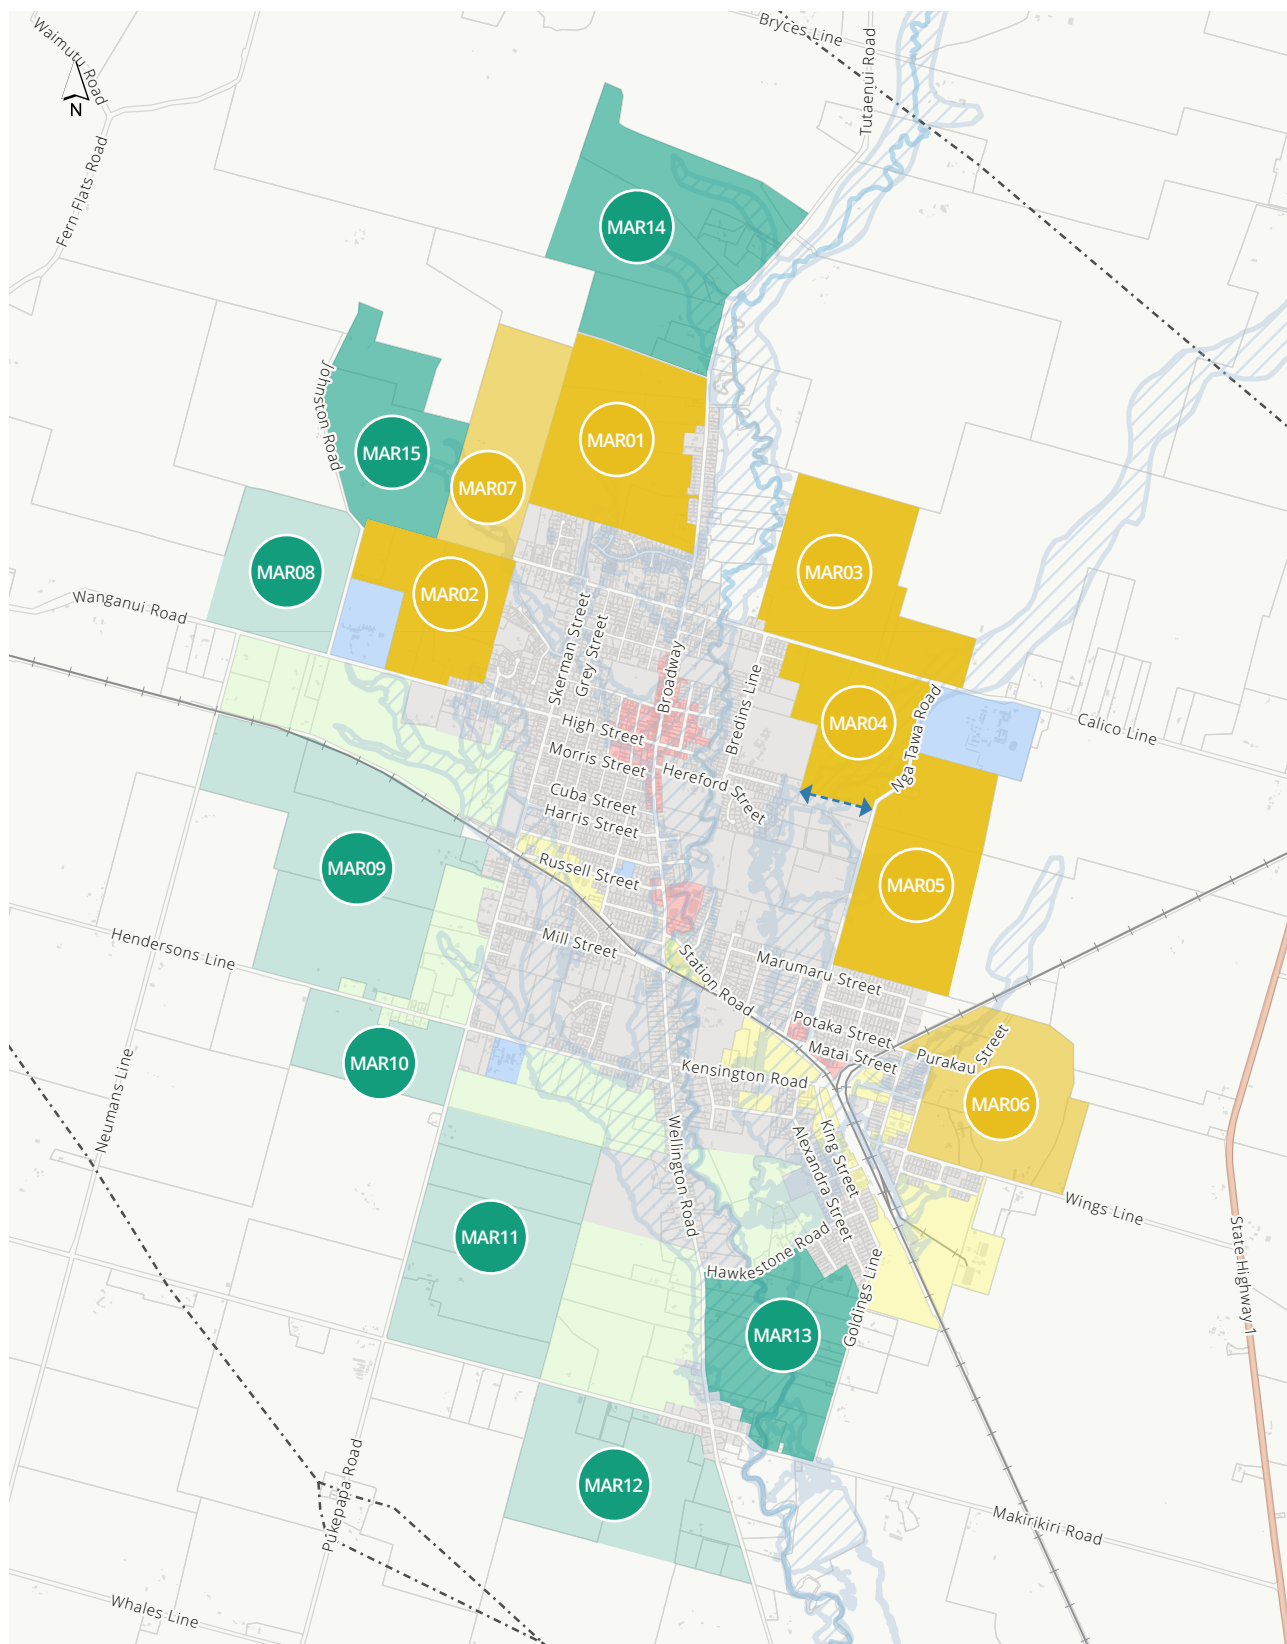 Bryces Line
Waimutu Road
Tutaenui Road
N
Fern Flats Road
MAR14
Johnston Road
MAR01
MAR15
MAR07
MAR08
MAR03
MAR02
Wanganui Road
Skerman Street
Grey Street
Broadway
Bredins Line
Nga Tawa Road
MAR04
High Street
Calico Line
Morris Street
Hereford Street
Cuba Street
Harris Street
MAR09
Russell Street
MAR05
Hendersons Line
Mill Street
Station Road
Marumaru Street
Potaka Street
Matai Street
Purakau Street
MAR10
Kensington Road
Neumans Line
MAR06
King Street
Alexandra Street
Wellington Road
Wings Line
MAR11
State Highway 1
Hawkestone Road
Goldings Line
MAR13
MAR12
Pukepapa Road
Makirikiri Road
Whales Line